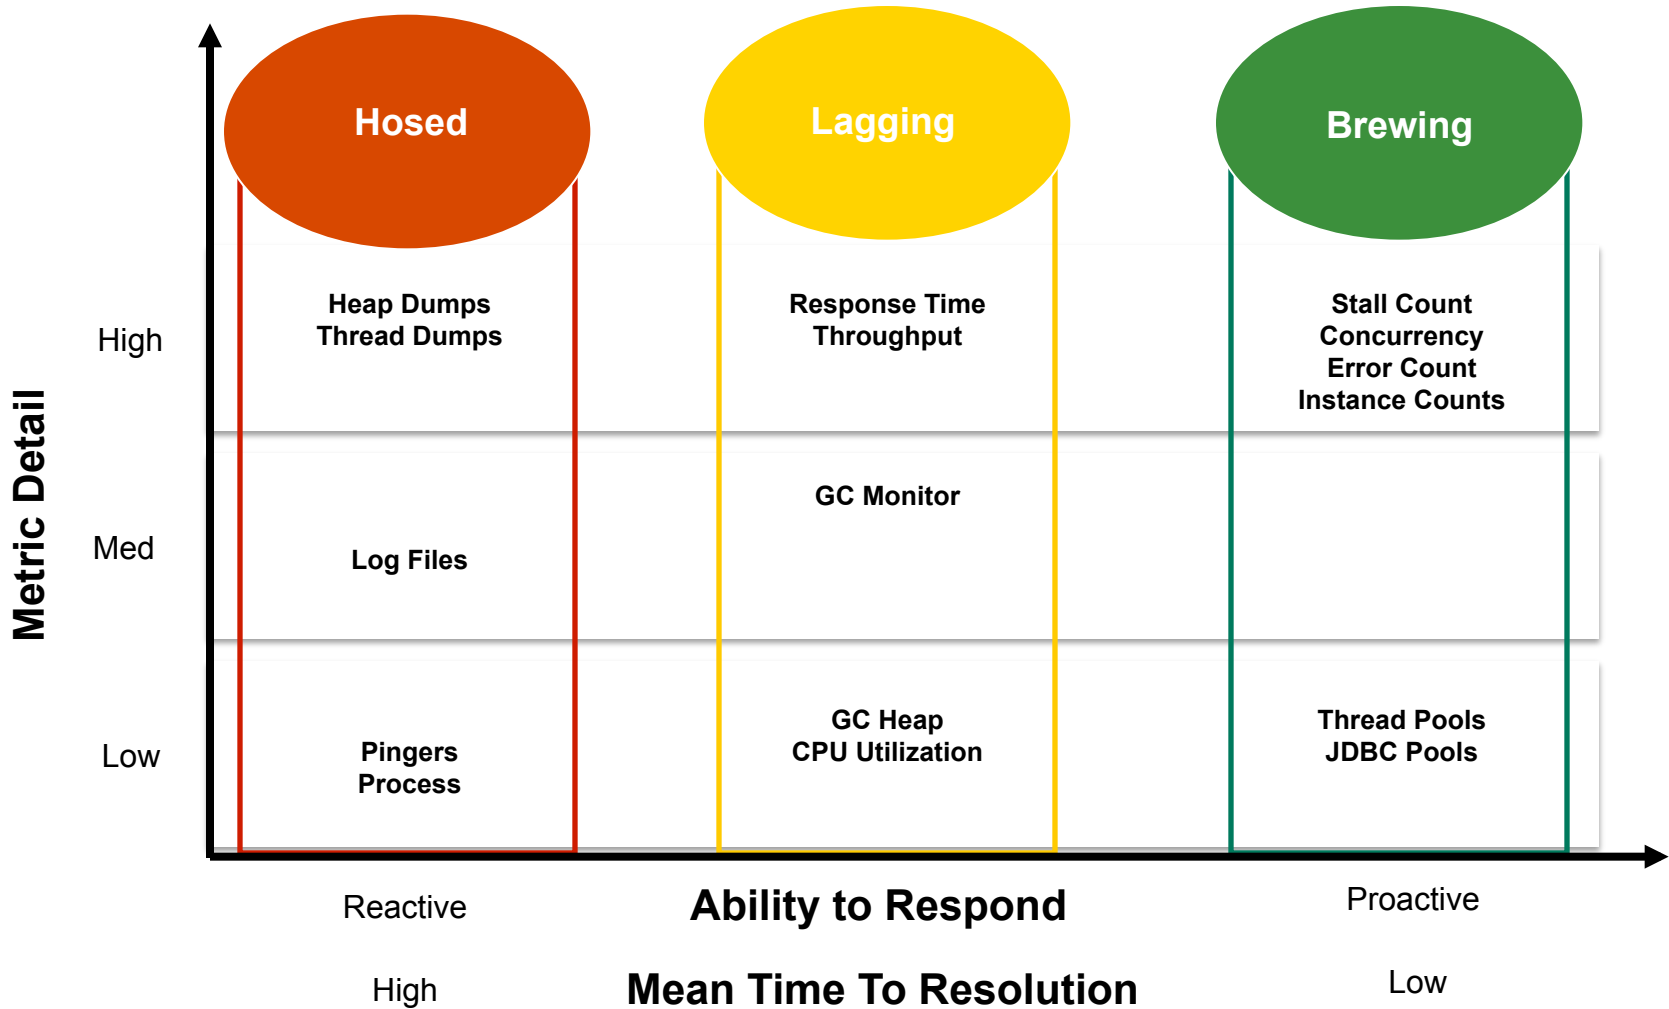 Hosed
Lagging
Brewing
Metric Detail
High
Heap Dumps
Thread Dumps
Response Time
Throughput
Stall Count
Concurrency
Error Count
Instance Counts
Med
Log Files
GC Monitor
Low
Pingers
Process
GC Heap
CPU Utilization
Thread Pools
JDBC Pools
Reactive
Ability to Respond
Proactive
High
Mean Time To Resolution
Low